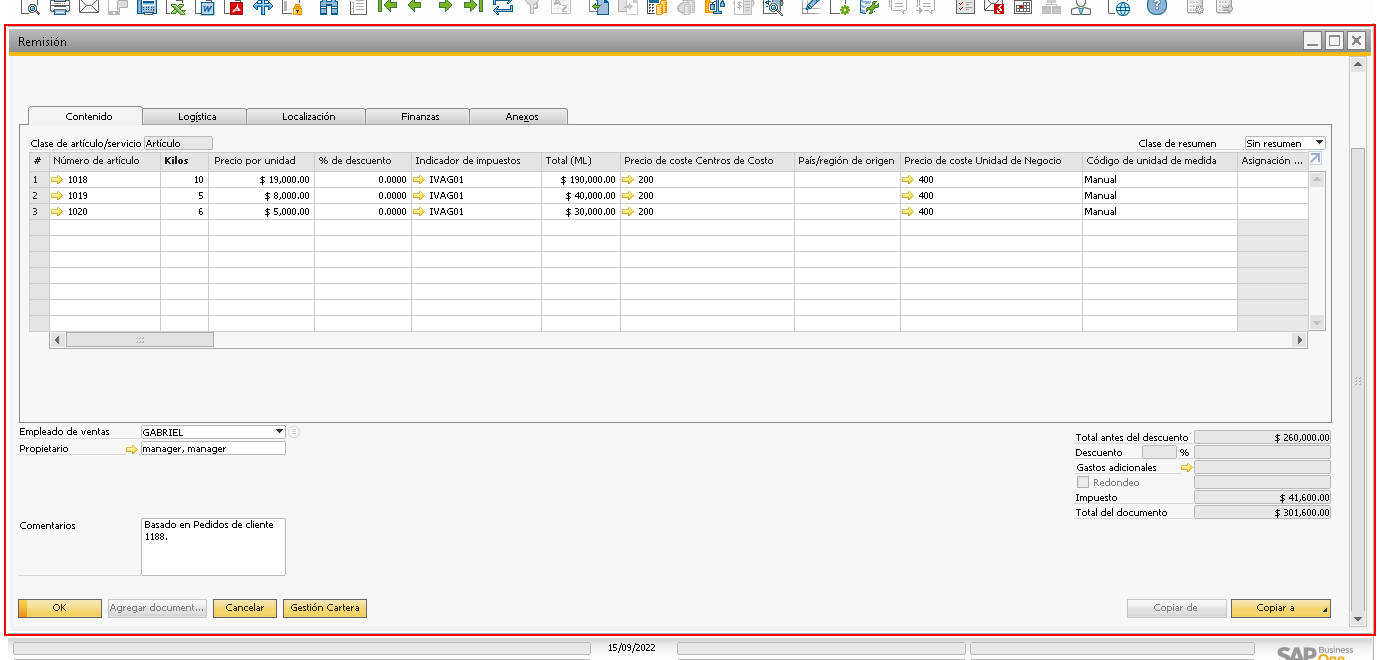 Remisión
Contenido Logística Localización Finanzas Anexos
Clase de artículo/servicio Artículo Clase de resumen Sin resumen
# Número de artículo Kilos Precio por unidad % de descuento Indicador de impuestos Total (ML) Precio de coste Centros de Costo País/región de origen Precio de coste Unidad de Negocio Código de unidad de medida Asignación ...
1 1018 10 $ 19,000.00 0.0000 IVAG01 $ 190,000.00 200 400 Manual
2 1019 5 $ 8,000.00 0.0000 IVAG01 $ 40,000.00 200 400 Manual
3 1020 6 $ 5,000.00 0.0000 IVAG01 $ 30,000.00 200 400 Manual
Empleado de ventas GABRIEL
Propietario manager, manager
Total antes del descuento $ 260,000.00
Descuento %
Gastos adicionales
Redondeo
Impuesto $ 41,600.00
Total del documento $ 301,600.00
Comentarios Basado en Pedidos de cliente
1188.
OK Agregar document... Cancelar Gestión Cartera Copiar de Copiar a
15/09/2022
SAP Business
One